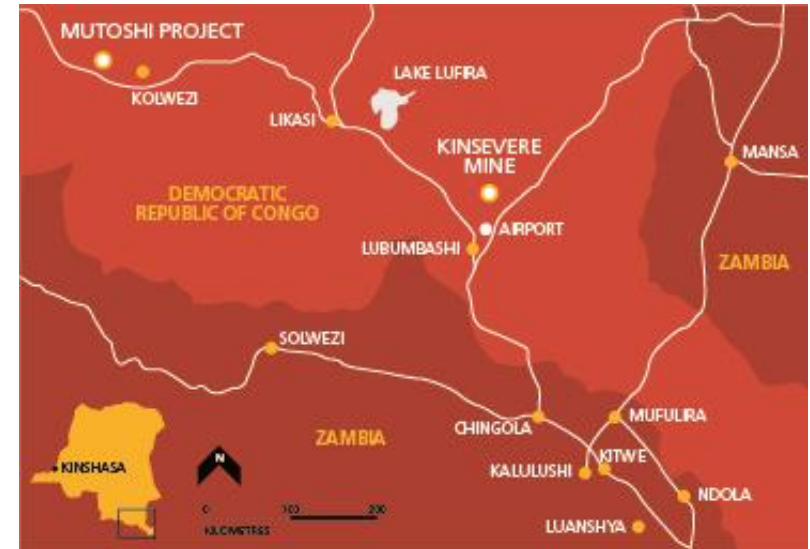 MUTOSHI PROJECT
KOLWEZI
LAKE LUFIRA
LIKASI
KINSEVERE
MINE
MANSA
DEMOCRATIC
REPUBLIC OF CONGO
AIRPORT
LUBUMBASHI
ZAMBIA
SOLWEZI
CHINGOLA
MUFULIRA
ZAMBIA
KITWE
KINSHASA
N
KALULUSHI
NDOLA
0 100 200
KILOMETRES
LUANSHYA